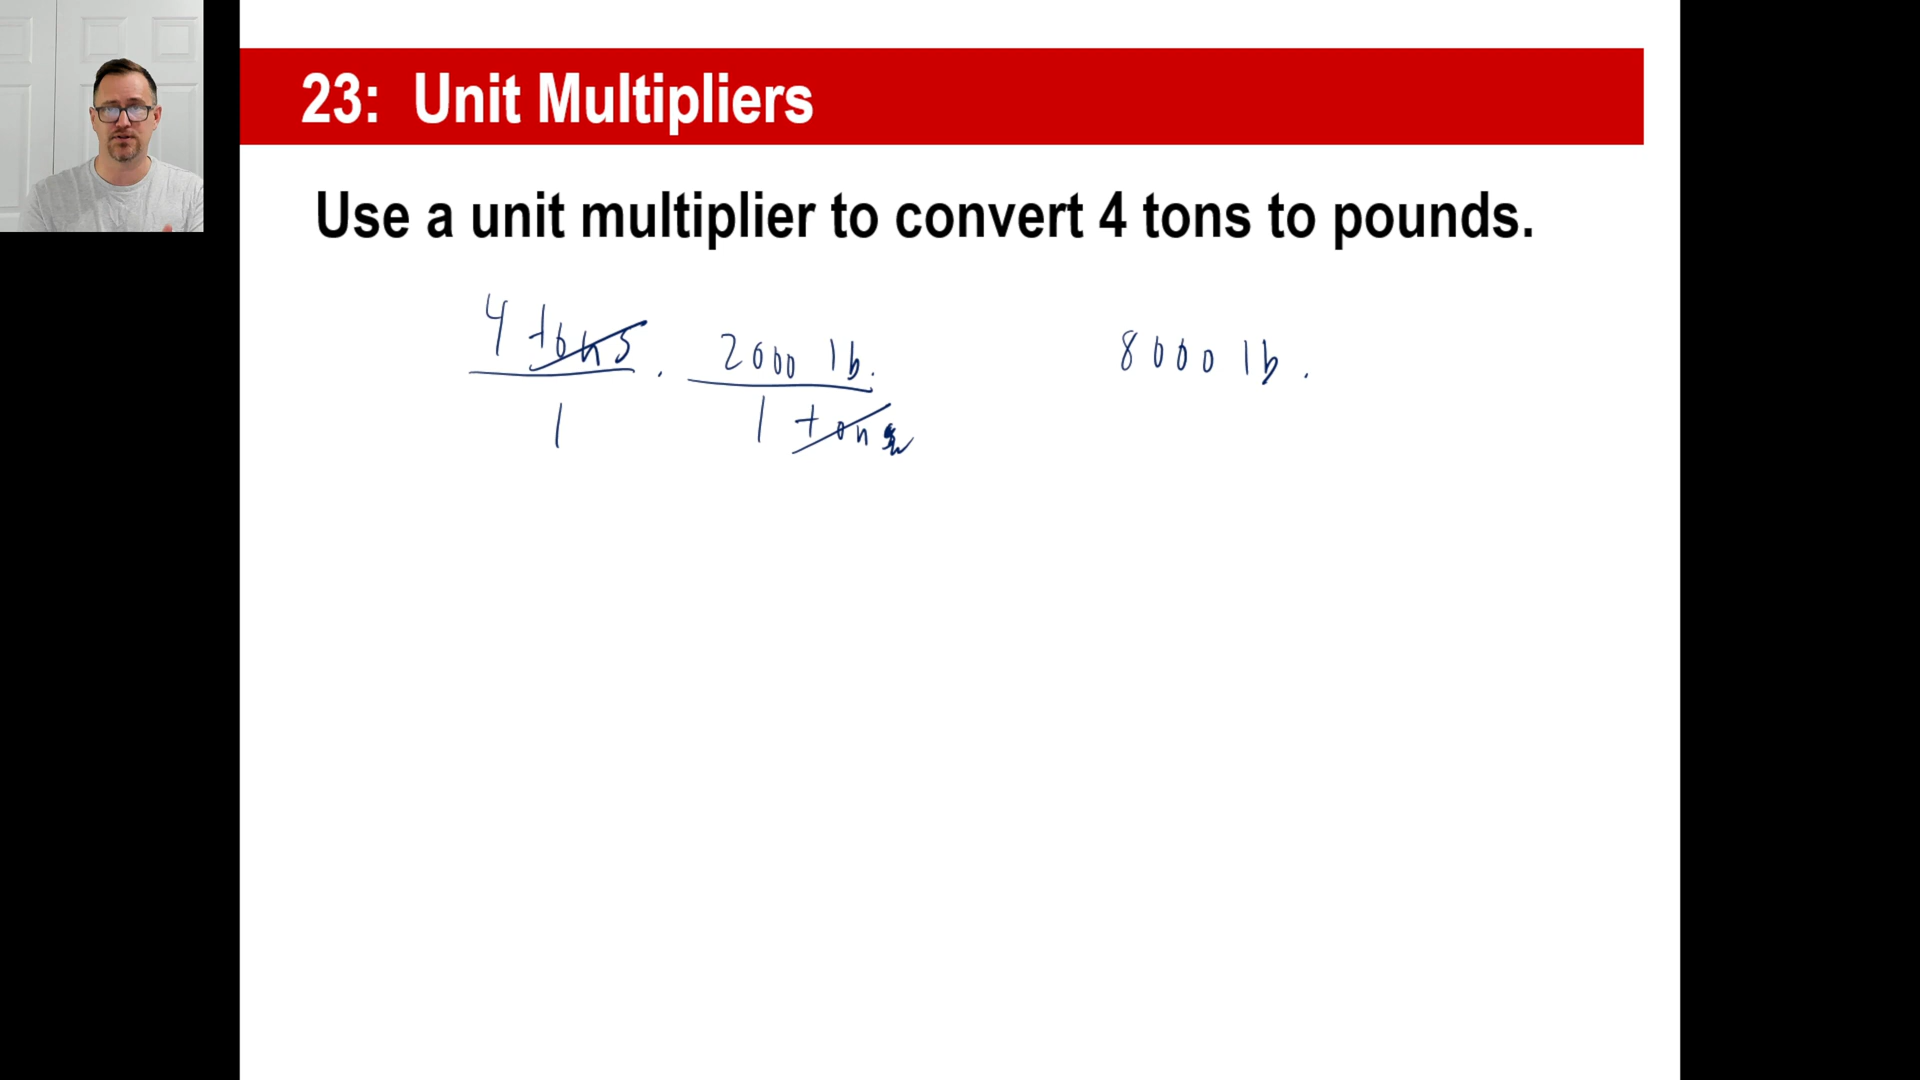 23: Unit Multipliers
Use a unit multiplier to convert 4 tons to pounds.
4 tons . 2000 lb. 8000 lb.
1 1 ton